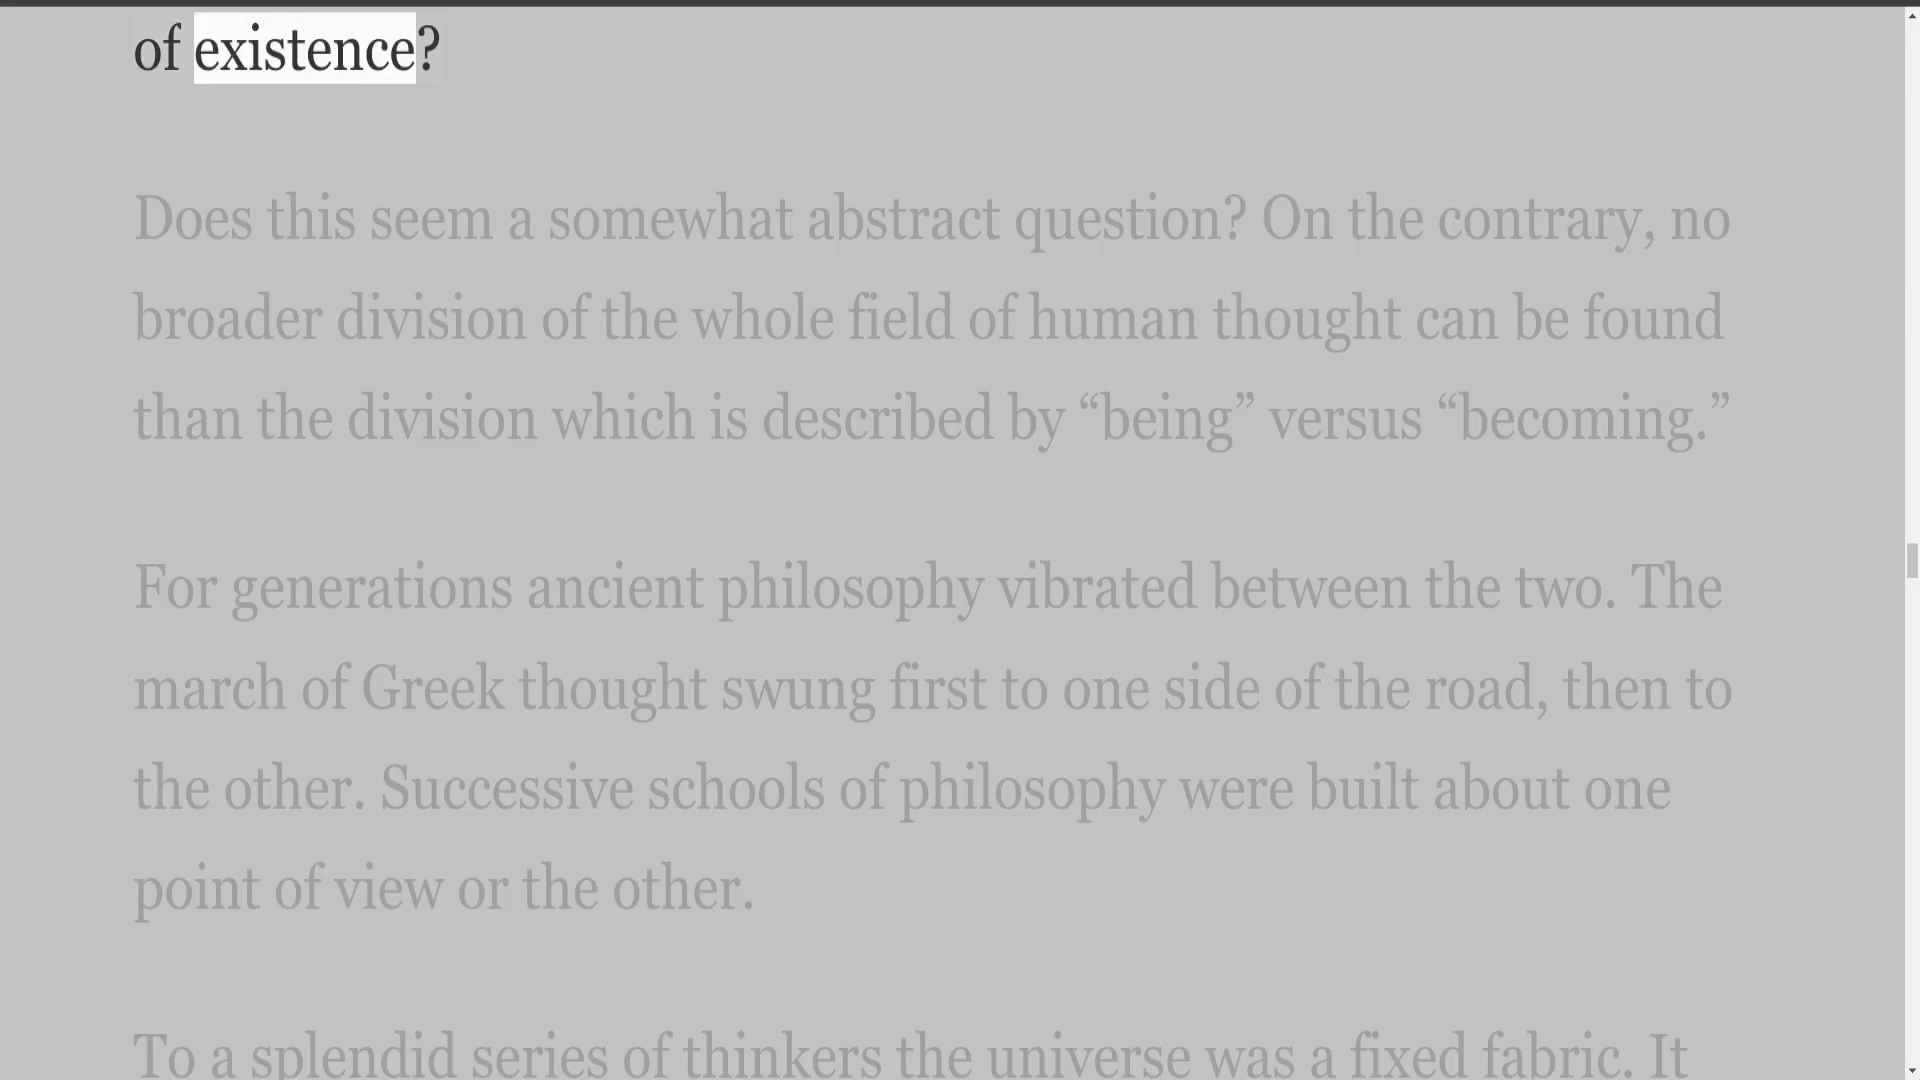 of existence?
Does this seem a somewhat abstract question? On the contrary, no
broader division of the whole field of human thought can be found
than the division which is described by “being” versus “becoming.”
For generations ancient philosophy vibrated between the two. The
march of Greek thought swung first to one side of the road, then to
the other. Successive schools of philosophy were built about one
point of view or the other.
To a splendid series of thinkers the universe was a fixed fabric. It